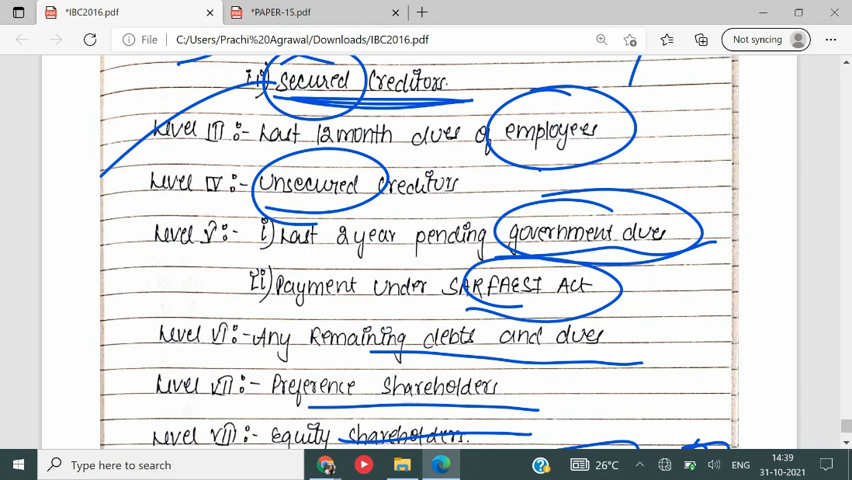 *IBC2016.pdf
*PAPER-15.pdf
File C:/Users/Prachi%20Agrawal/Downloads/IBC2016.pdf
Not syncing
ii) Secured Creditors.
Level III :- Last 12 month dues of employees
Level IV :- Unsecured Creditors
Level V :- i) Last 2 year pending government dues
ii) Payment under SARFAESI Act
Level VI :- Any Remaining debts and dues
Level VII :- Preference Shareholders
Level VIII :- Equity Shareholders.
Type here to search
26°C
ENG
14:39
31-10-2021